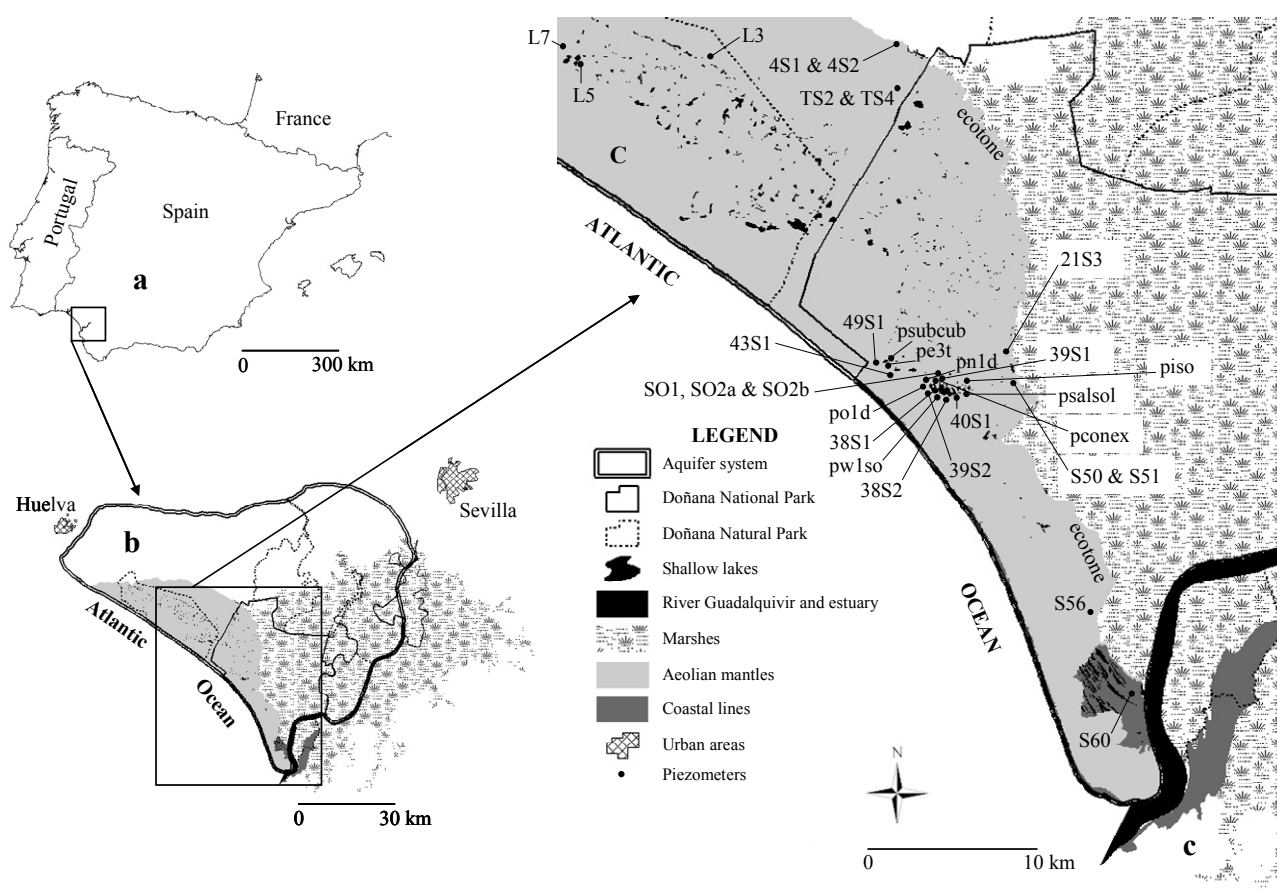 France
Portugal
Spain
a
0 300 km
Huelva
b
Sevilla
Atlantic
Ocean
0 30 km
L7
L3
L5
4S1 & 4S2
TS2 & TS4
ecotone
C
ATLANTIC
21S3
49S1
psubcub
43S1
pe3t
pn1d
39S1
piso
SO1, SO2a & SO2b
po1d
psalsol
40S1
38S1
pconex
pw1so
39S2
S50 & S51
38S2
LEGEND
Aquifer system
Doñana National Park
Doñana Natural Park
Shallow lakes
River Guadalquivir and estuary
Marshes
Aeolian mantles
Coastal lines
Urban areas
Piezometers
ecotone
OCEAN
S56
S60
N
c
0 10 km